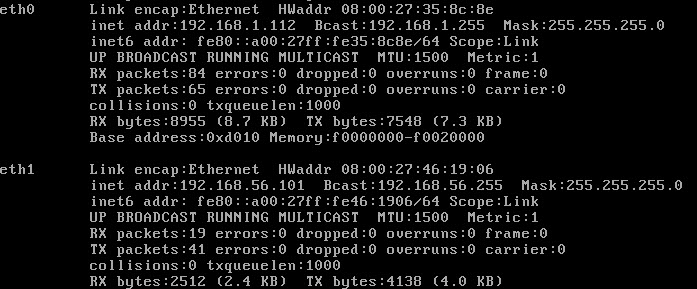 eth0 Link encap:Ethernet HWaddr 08:00:27:35:8c:8e
inet addr:192.168.1.112 Bcast:192.168.1.255 Mask:255.255.255.0
inet6 addr: fe80::a00:27ff:fe35:8c8e/64 Scope:Link
UP BROADCAST RUNNING MULTICAST MTU:1500 Metric:1
RX packets:84 errors:0 dropped:0 overruns:0 frame:0
TX packets:65 errors:0 dropped:0 overruns:0 carrier:0
collisions:0 txqueuelen:1000
RX bytes:8955 (8.7 KB) TX bytes:7548 (7.3 KB)
Base address:0xd010 Memory:f0000000-f0020000
eth1 Link encap:Ethernet HWaddr 08:00:27:46:19:06
inet addr:192.168.56.101 Bcast:192.168.56.255 Mask:255.255.255.0
inet6 addr: fe80::a00:27ff:fe46:1906/64 Scope:Link
UP BROADCAST RUNNING MULTICAST MTU:1500 Metric:1
RX packets:19 errors:0 dropped:0 overruns:0 frame:0
TX packets:41 errors:0 dropped:0 overruns:0 carrier:0
collisions:0 txqueuelen:1000
RX bytes:2512 (2.4 KB) TX bytes:4138 (4.0 KB)